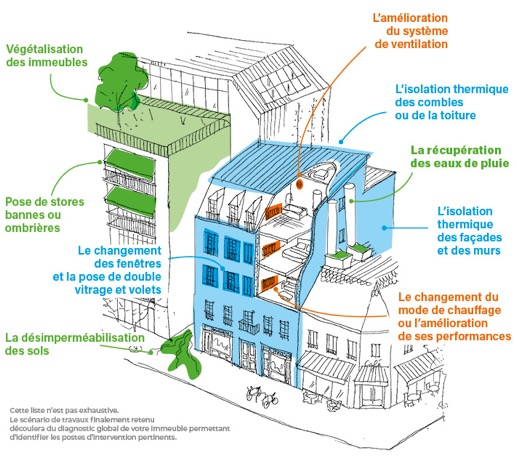 L'amélioration
du système
de ventilation
Végétalisation
des immeubles
L'isolation thermique
des combles
ou de la toiture
La récupération
des eaux de pluie
Pose de stores
bannes ou
ombrières
L'isolation
thermique
des façades
et des murs
Le changement
des fenêtres
et la pose de double
vitrage et volets
Le changement du
mode de chauffage
ou l'amélioration
de ses performances
La désimperméabilisation
des sols
Cette liste n'est pas exhaustive.
Le scénario de travaux finalement retenu
découlera du diagnostic global de votre immeuble permettant
d'identifier les postes d'intervention pertinents.